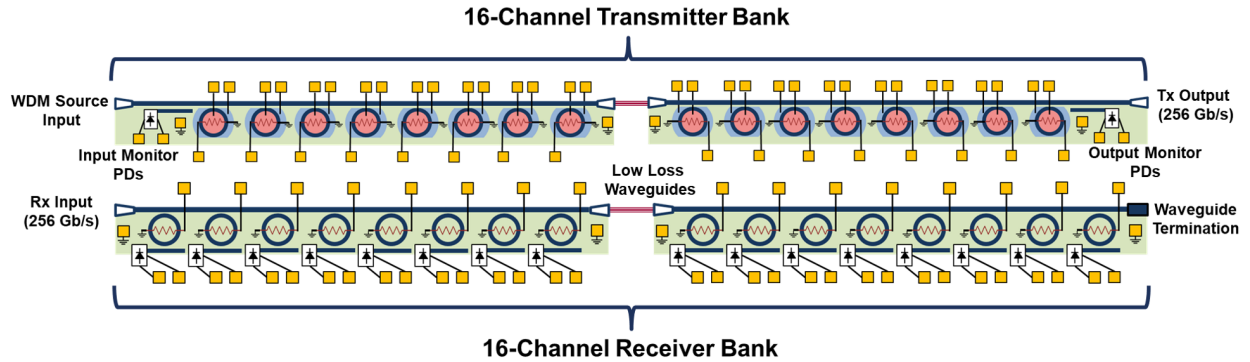 16-Channel Transmitter Bank
WDM Source
Input
Tx Output
(256 Gb/s)
Input Monitor
PDs
Output Monitor
PDs
Low Loss
Waveguides
Rx Input
(256 Gb/s)
Waveguide
Termination
16-Channel Receiver Bank